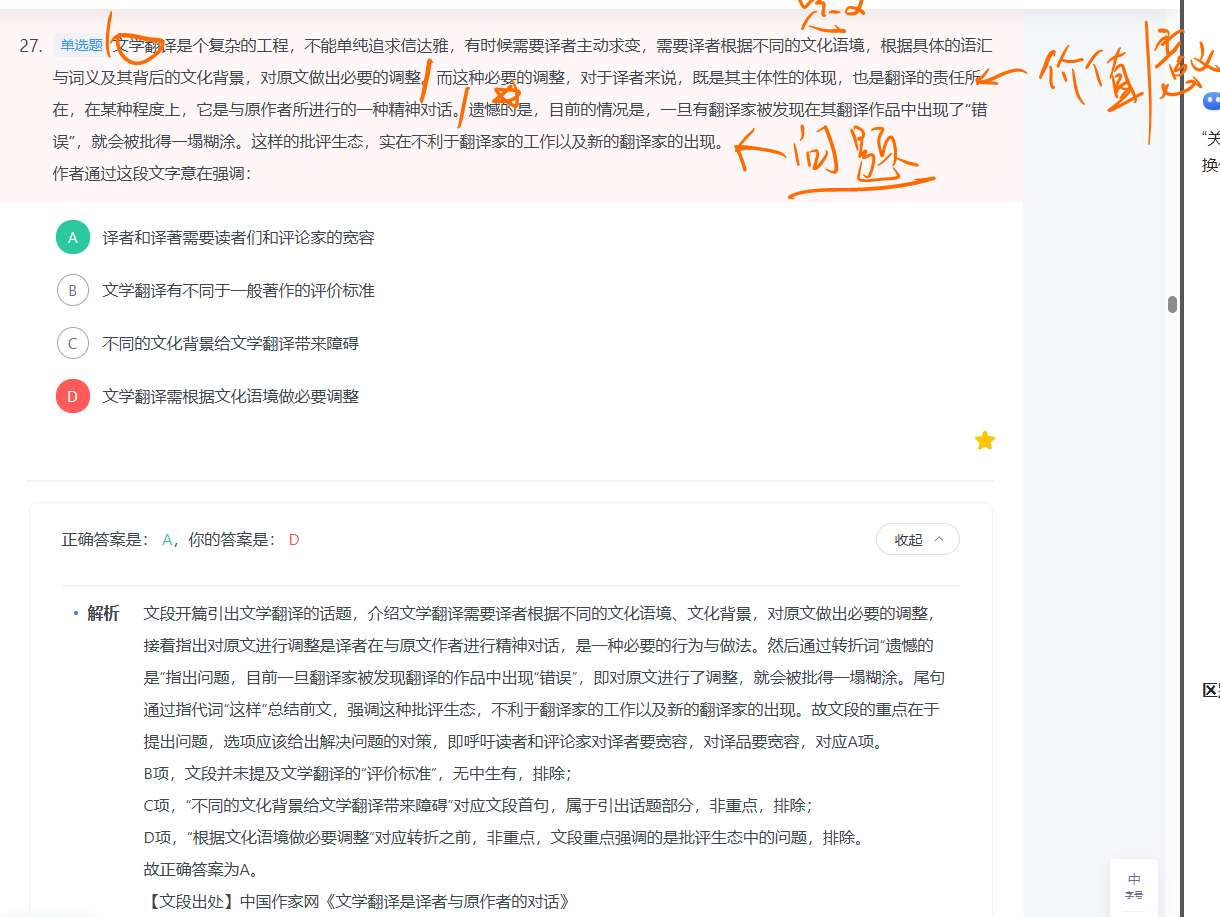 27. 单选题 文学翻译是个复杂的工程，不能单纯追求信达雅，有时候需要译者主动求变，需要译者根据不同的文化语境，根据具体的语汇
与词义及其背后的文化背景，对原文做出必要的调整。而这种必要的调整，对于译者来说，既是其主体性的体现，也是翻译的责任所
在，在某种程度上，它是与原作者所进行的一种精神对话。遗憾的是，目前的情况是，一旦有翻译家被发现在其翻译作品中出现了“错
误”，就会被批得一塌糊涂。这样的批评生态，实在不利于翻译家的工作以及新的翻译家的出现。
作者通过这段文字意在强调：
价值
问题
“关
换
A 译者和译著需要读者们和评论家的宽容
B 文学翻译有不同于一般著作的评价标准
C 不同的文化背景给文学翻译带来障碍
D 文学翻译需根据文化语境做必要调整
正确答案是： A， 你的答案是： D
收起
解析 文段开篇引出文学翻译的话题，介绍文学翻译需要译者根据不同的文化语境、文化背景，对原文做出必要的调整，
接着指出对原文进行调整是译者在与原文作者进行精神对话，是一种必要的行为与做法。然后通过转折词“遗憾的
是”指出问题，目前一旦翻译家被发现翻译的作品中出现“错误”，即对原文进行了调整，就会被批得一塌糊涂。尾句
通过指代词“这样”总结前文，强调这种批评生态，不利于翻译家的工作以及新的翻译家的出现。故文段的重点在于
提出问题，选项应该给出解决问题的对策，即呼吁读者和评论家对译者要宽容，对译品要宽容，对应A项。
B项，文段并未提及文学翻译的“评价标准”，无中生有，排除；
C项，“不同的文化背景给文学翻译带来障碍”对应文段首句，属于引出话题部分，非重点，排除；
D项，“根据文化语境做必要调整”对应转折之前，非重点，文段重点强调的是批评生态中的问题，排除。
故正确答案为A。
【文段出处】中国作家网《文学翻译是译者与原作者的对话》
中
字号